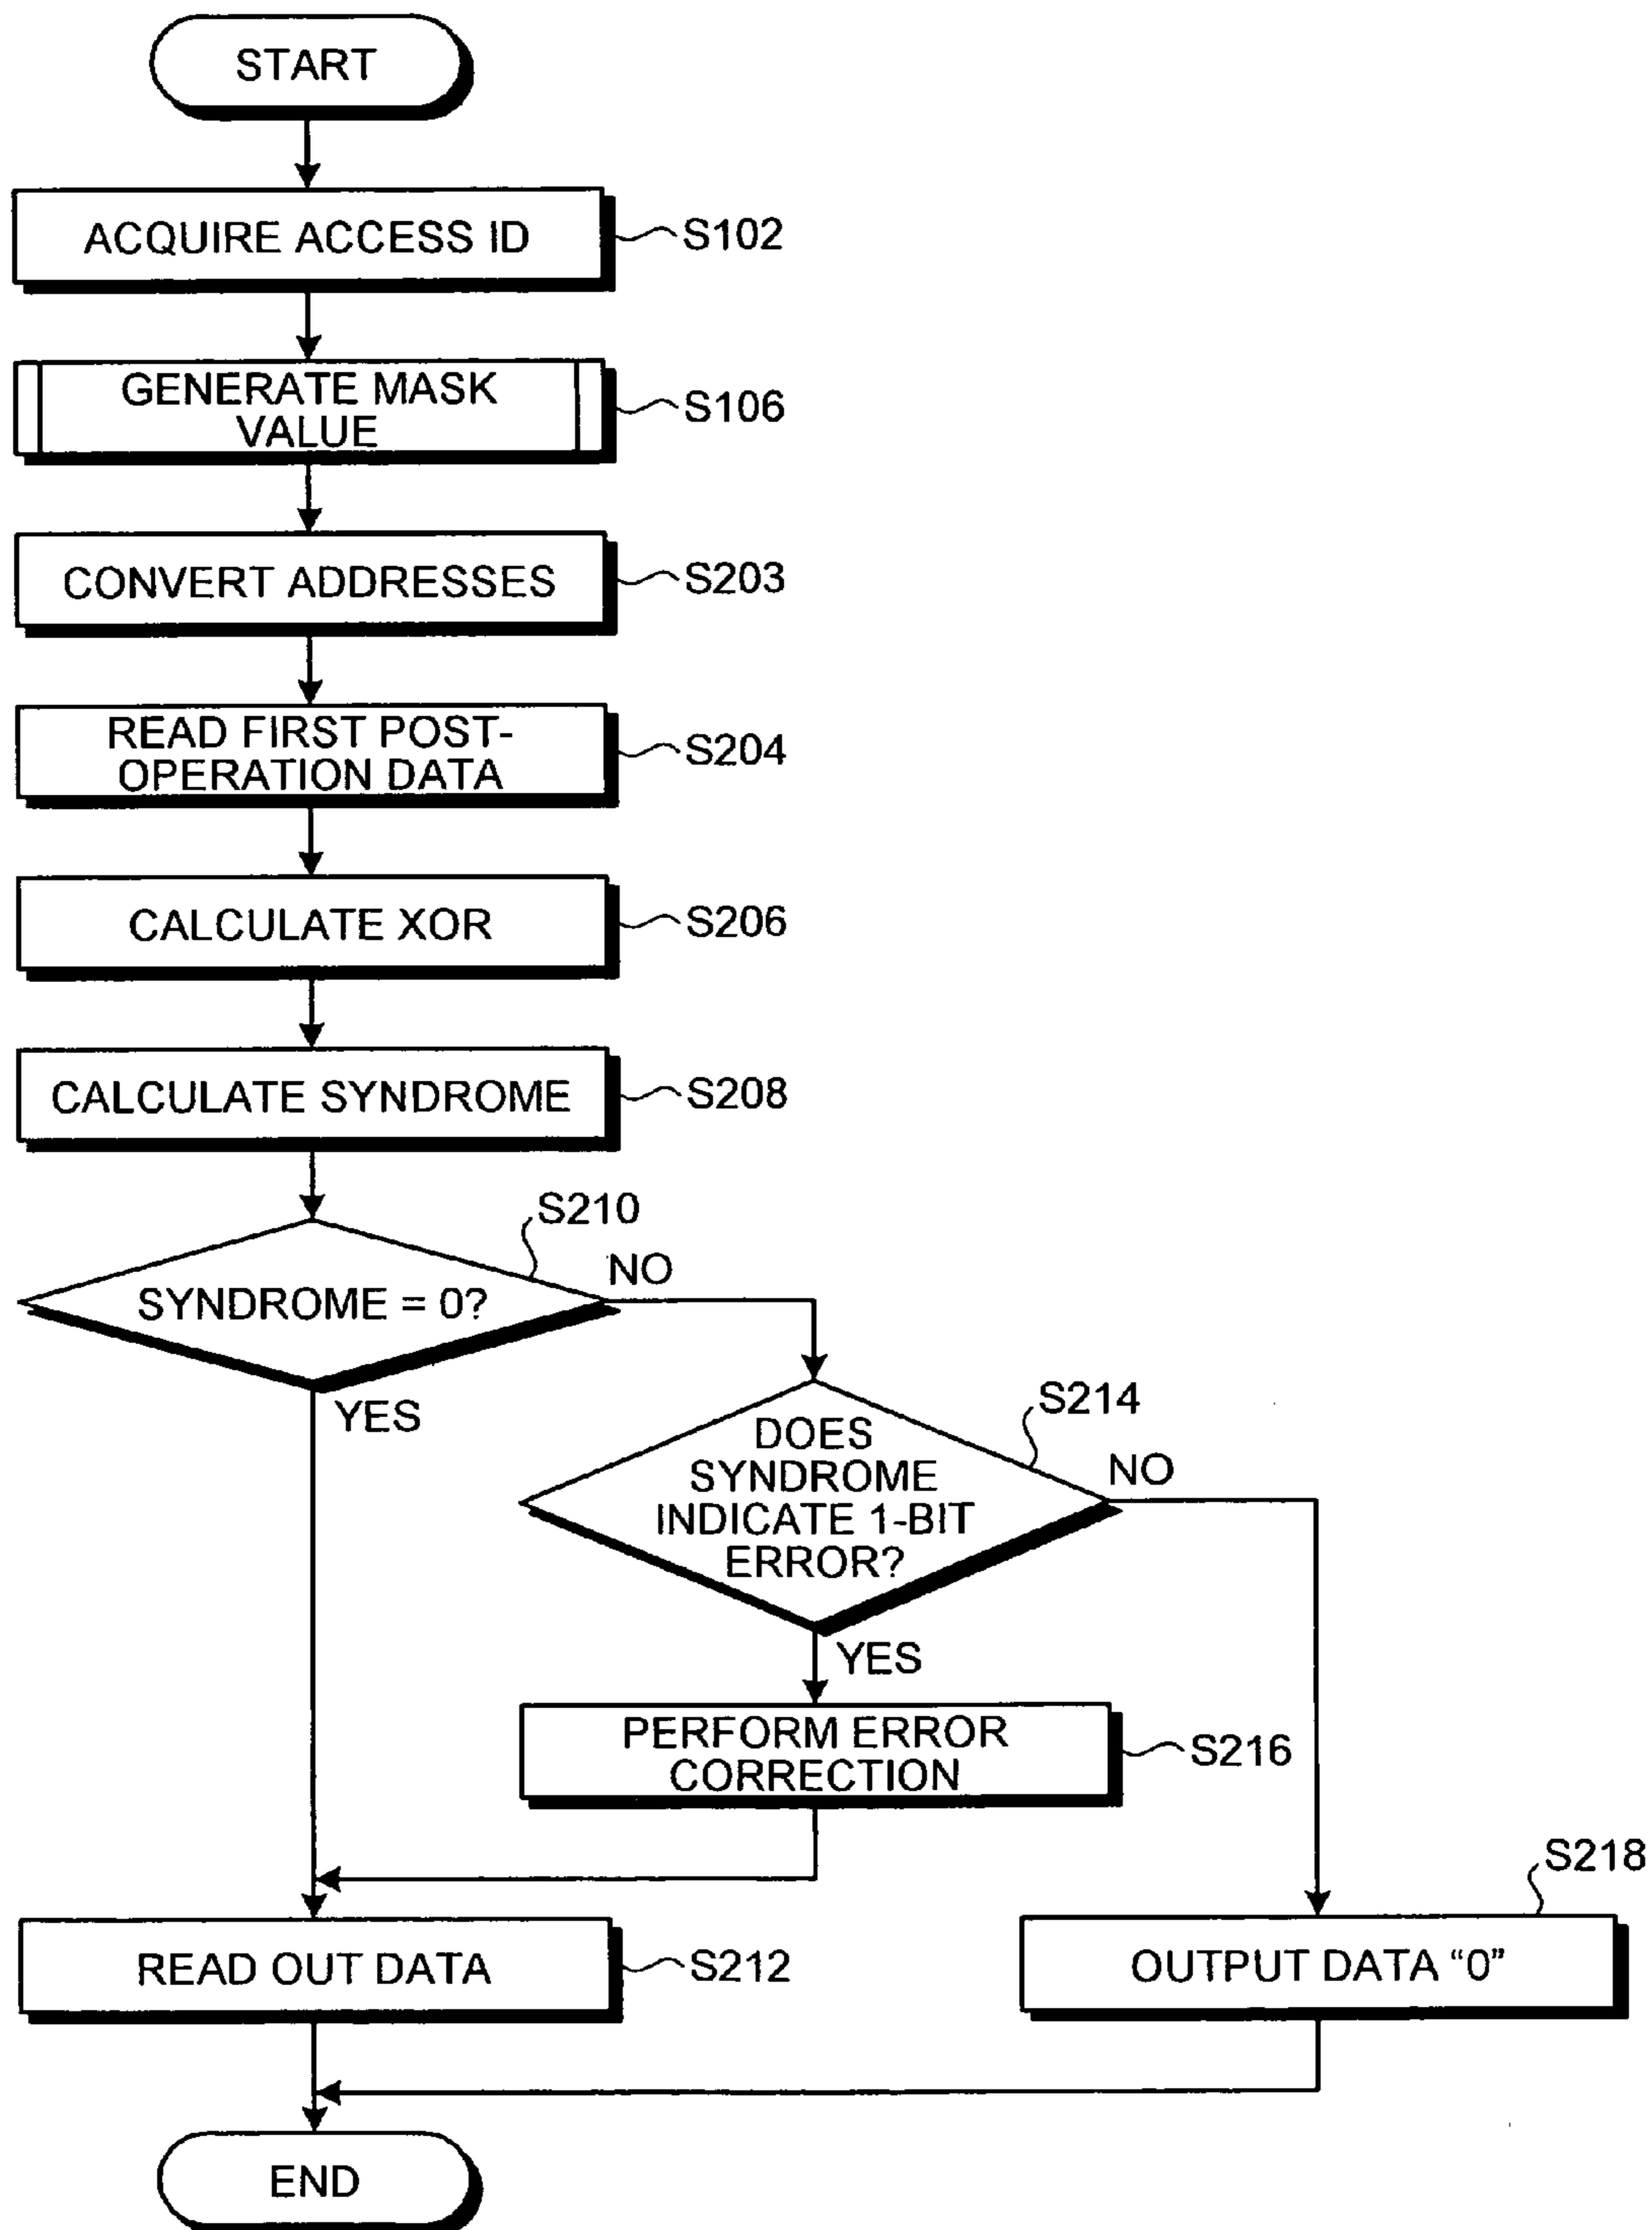 START
ACQUIRE ACCESS ID
S102
GENERATE MASK
VALUE
S106
CONVERT ADDRESSES
S203
READ FIRST POST-
OPERATION DATA
S204
CALCULATE XOR
S206
CALCULATE SYNDROME
S208
S210
SYNDROME = 0?
NO
YES
S214
DOES
SYNDROME
INDICATE 1-BIT
ERROR?
NO
YES
PERFORM ERROR
CORRECTION
S216
S218
READ OUT DATA
S212
OUTPUT DATA “0”
END